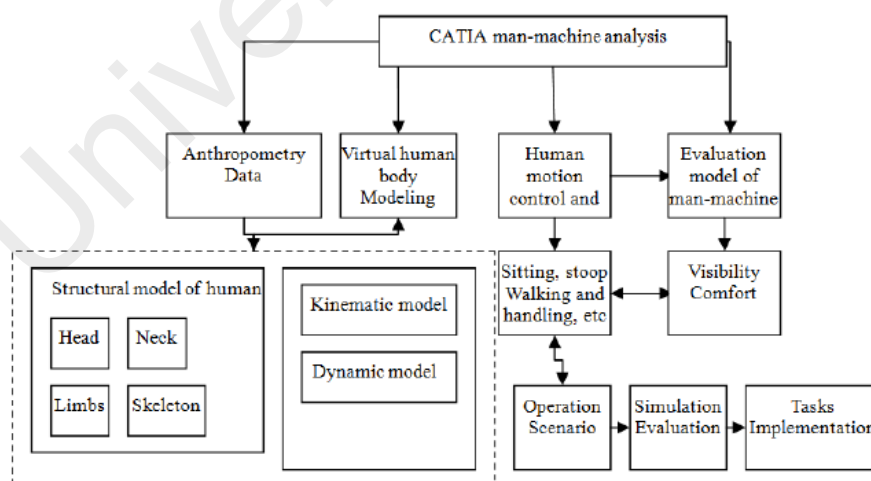 CATIA man-machine analysis
Anthropometry
Data
Virtual human
body
Modeling
Human
motion
control and
Evaluation
model of
man-machine
Structural model of human
Head
Neck
Limbs
Skeleton
Kinematic model
Dynamic model
Sitting, stoop
Walking and
handling, etc
Visibility
Comfort
Operation
Scenario
Simulation
Evaluation
Tasks
Implementation
Univer